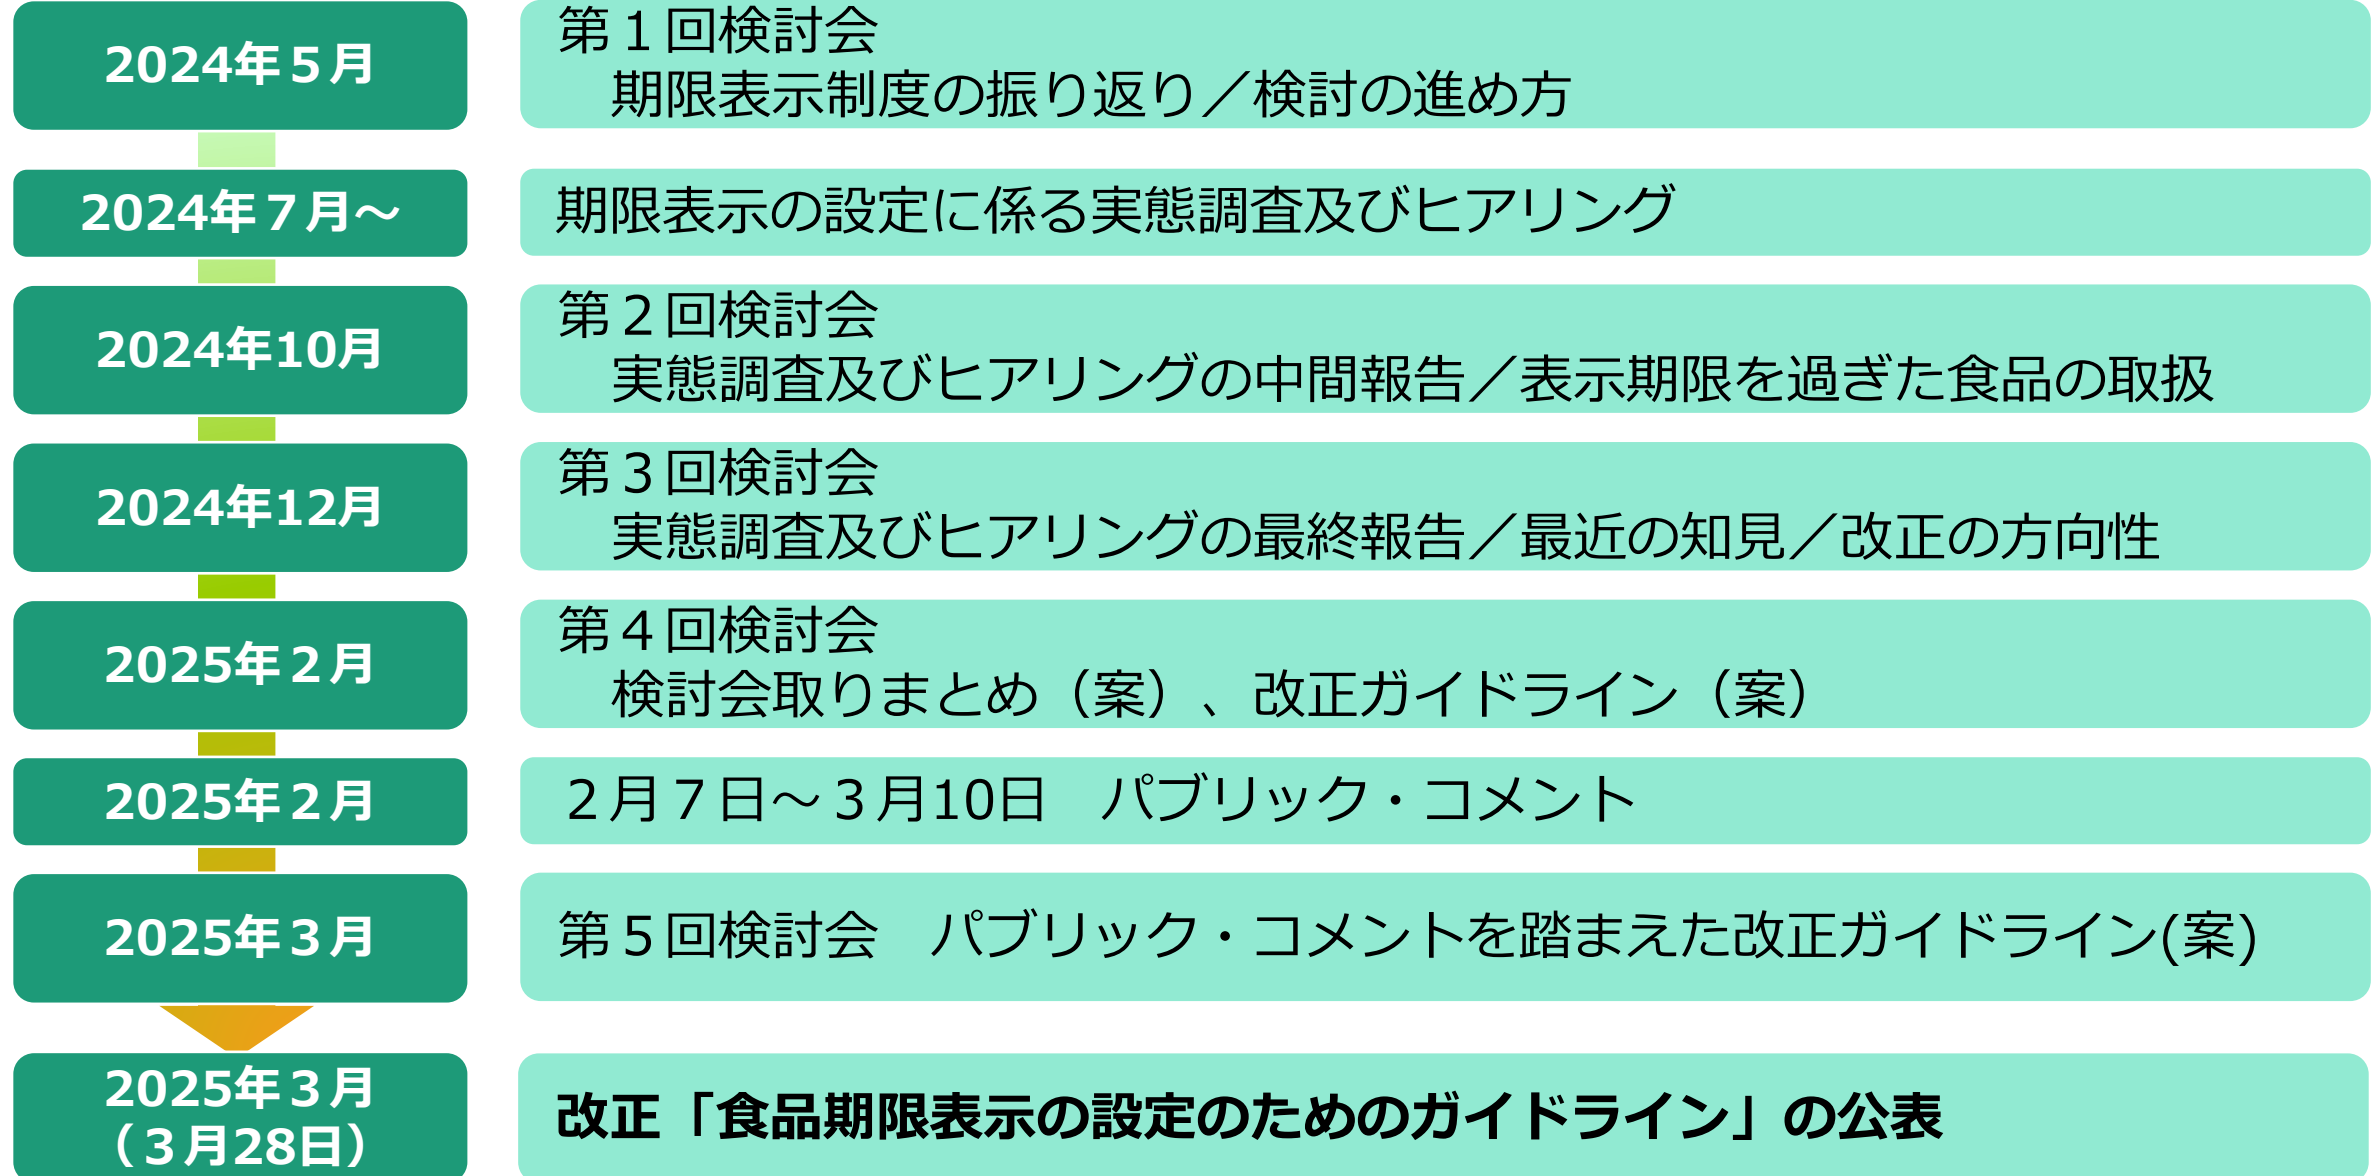 2024年５月
第１回検討会
期限表示制度の振り返り／検討の進め方
2024年７月～
期限表示の設定に係る実態調査及びヒアリング
2024年10月
第２回検討会
実態調査及びヒアリングの中間報告／表示期限を過ぎた食品の取扱
2024年12月
第３回検討会
実態調査及びヒアリングの最終報告／最近の知見／改正の方向性
2025年２月
第４回検討会
検討会取りまとめ（案）、改正ガイドライン（案）
2025年２月
２月７日～３月10日　パブリック・コメント
2025年３月
第５回検討会　パブリック・コメントを踏まえた改正ガイドライン(案)
2025年３月
（３月28日）
改正「食品期限表示の設定のためのガイドライン」の公表